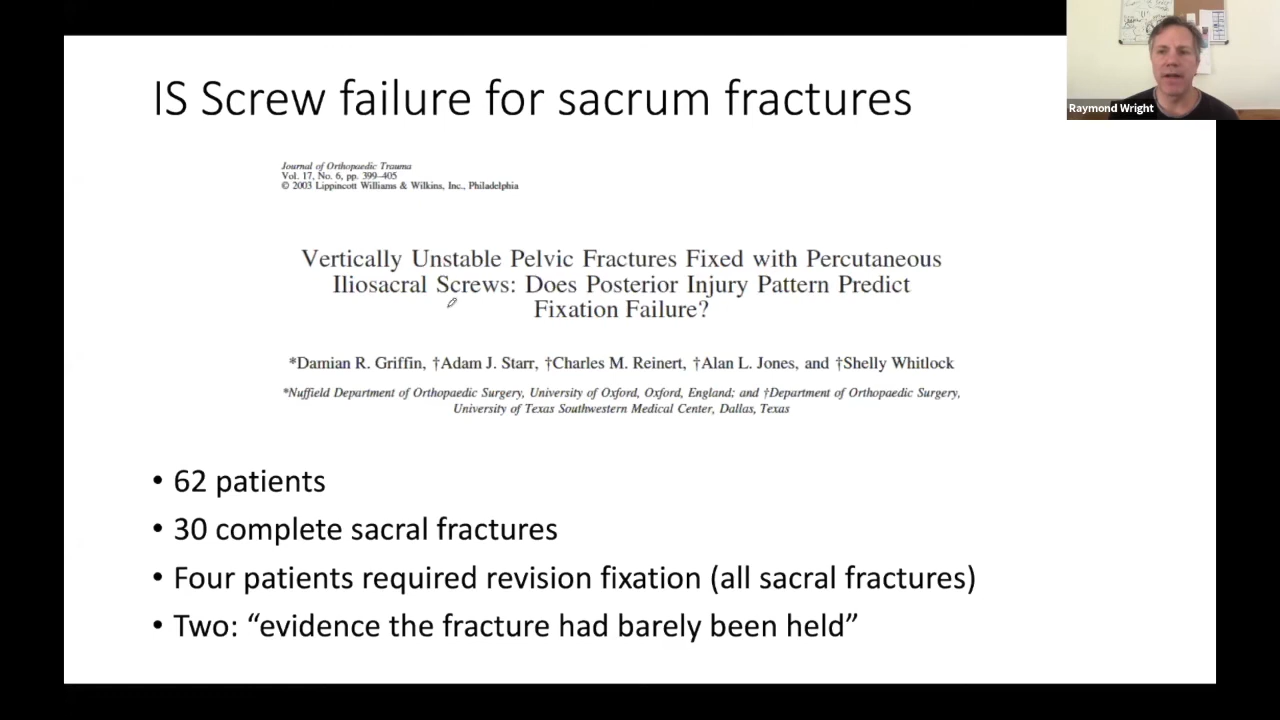 IS Screw failure for sacrum fractures
Raymond Wright
Journal of Orthopaedic Trauma
Vol. 17, No. 6, pp. 399–405
© 2003 Lippincott Williams & Wilkins, Inc., Philadelphia
Vertically Unstable Pelvic Fractures Fixed with Percutaneous
Iliosacral Screws: Does Posterior Injury Pattern Predict
Fixation Failure?
*Damian R. Griffin, †Adam J. Starr, †Charles M. Reinert, †Alan L. Jones, and †Shelly Whitlock
*Nuffield Department of Orthopaedic Surgery, University of Oxford, Oxford, England; and †Department of Orthopaedic Surgery,
University of Texas Southwestern Medical Center, Dallas, Texas
• 62 patients
• 30 complete sacral fractures
• Four patients required revision fixation (all sacral fractures)
• Two: “evidence the fracture had barely been held”